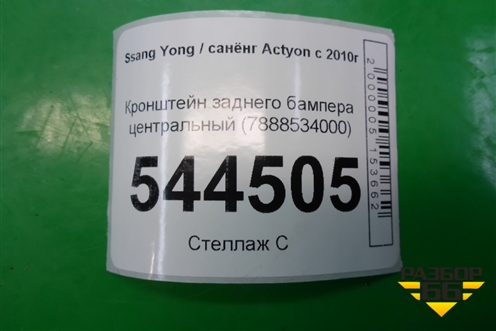 Ssang Yong / санёнг Actyon с 2010г
Кронштейн заднего бампера
центральный (7888534000)
544505
Стеллаж С
2000005153662
РАЗБОР
66